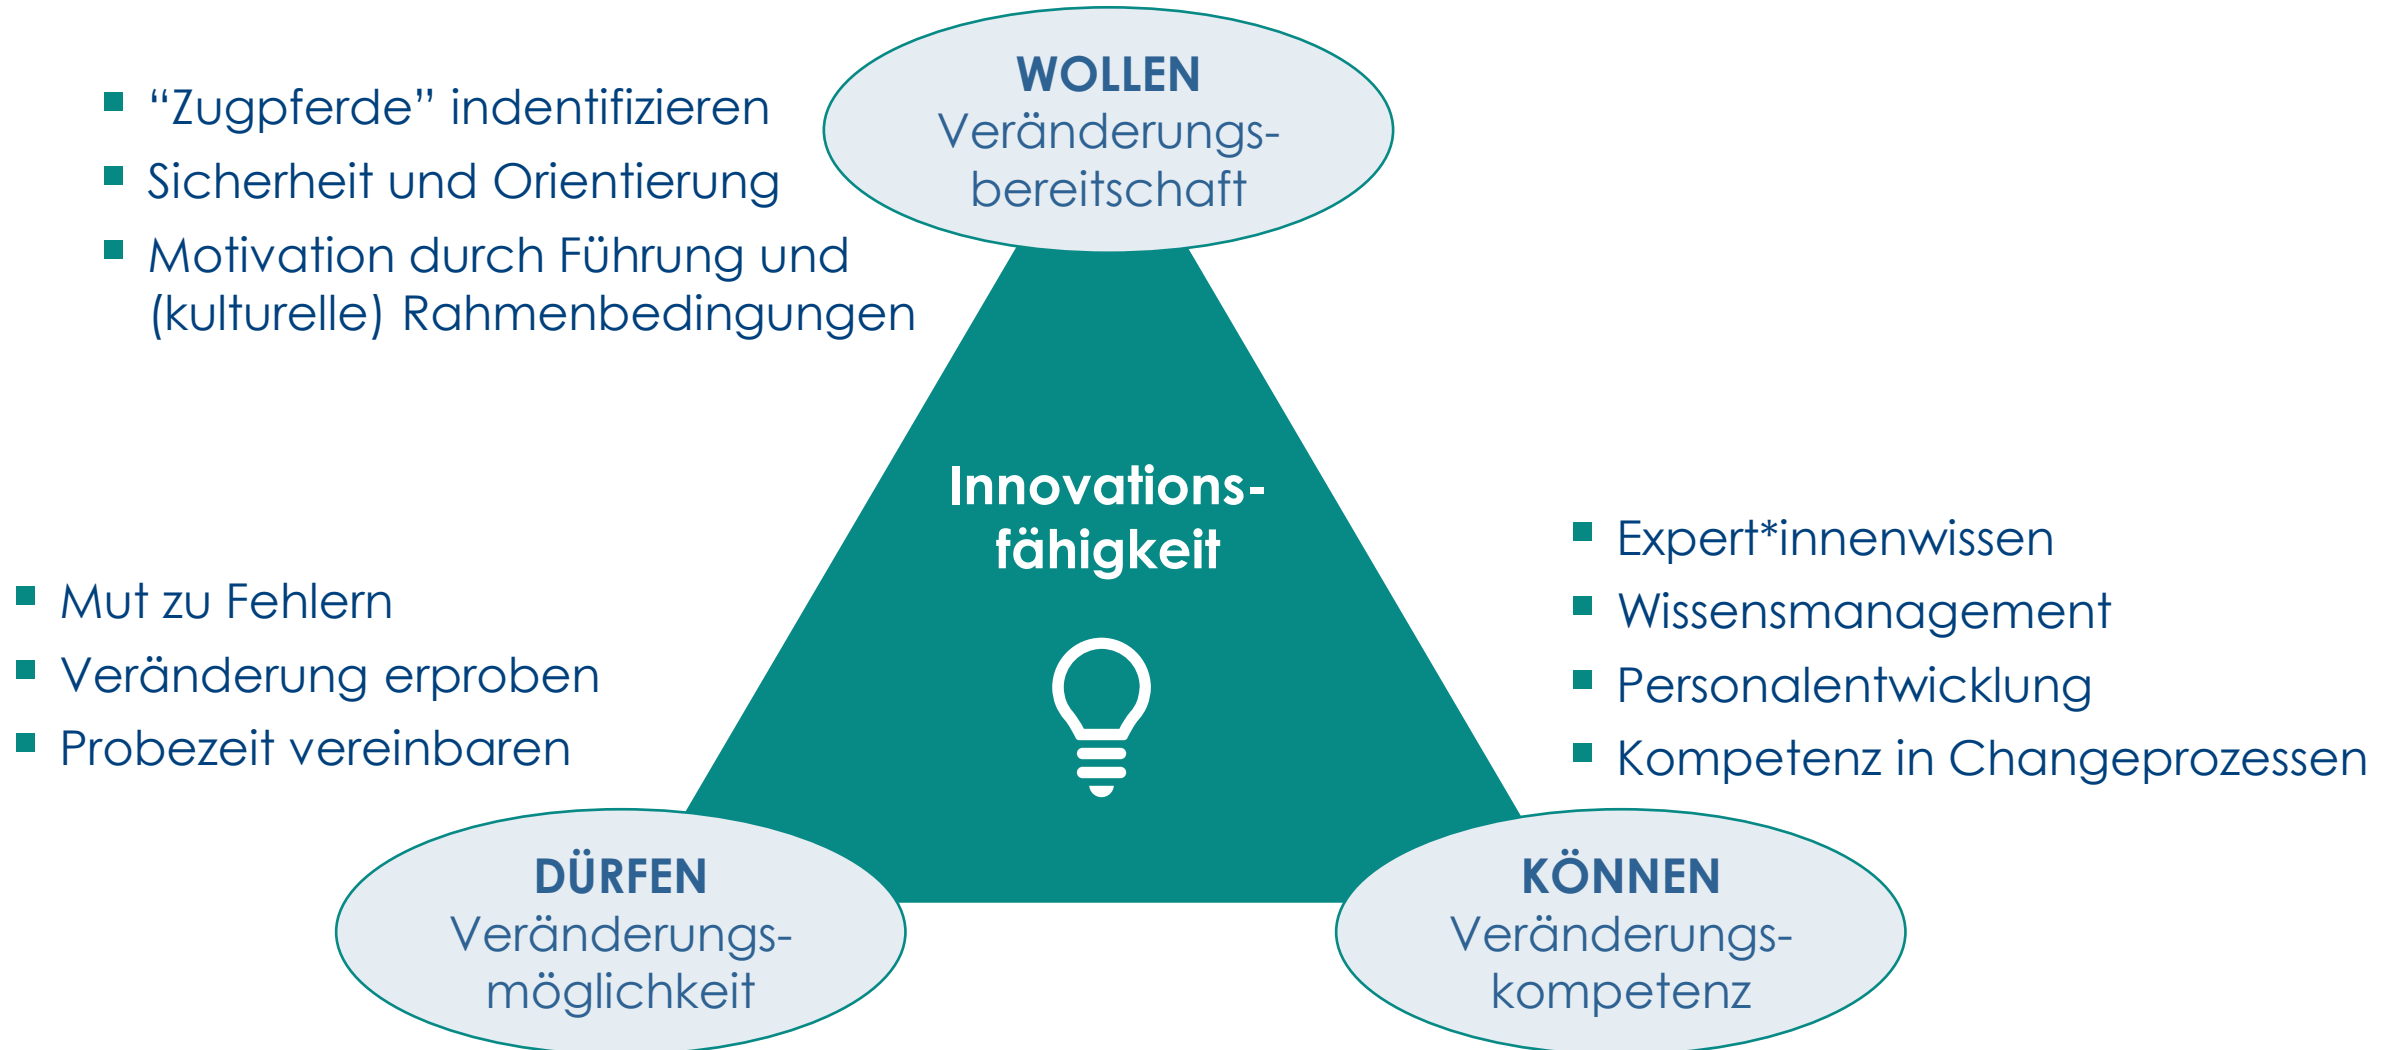 WOLLEN
Veränderungs-
bereitschaft
“Zugpferde” indentifizieren
Sicherheit und Orientierung
Motivation durch Führung und
(kulturelle) Rahmenbedingungen
Innovations-
fähigkeit
Mut zu Fehlern
Veränderung erproben
Probezeit vereinbaren
Expert*innenwissen
Wissensmanagement
Personalentwicklung
Kompetenz in Changeprozessen
DÜRFEN
Veränderungs-
möglichkeit
KÖNNEN
Veränderungs-
kompetenz